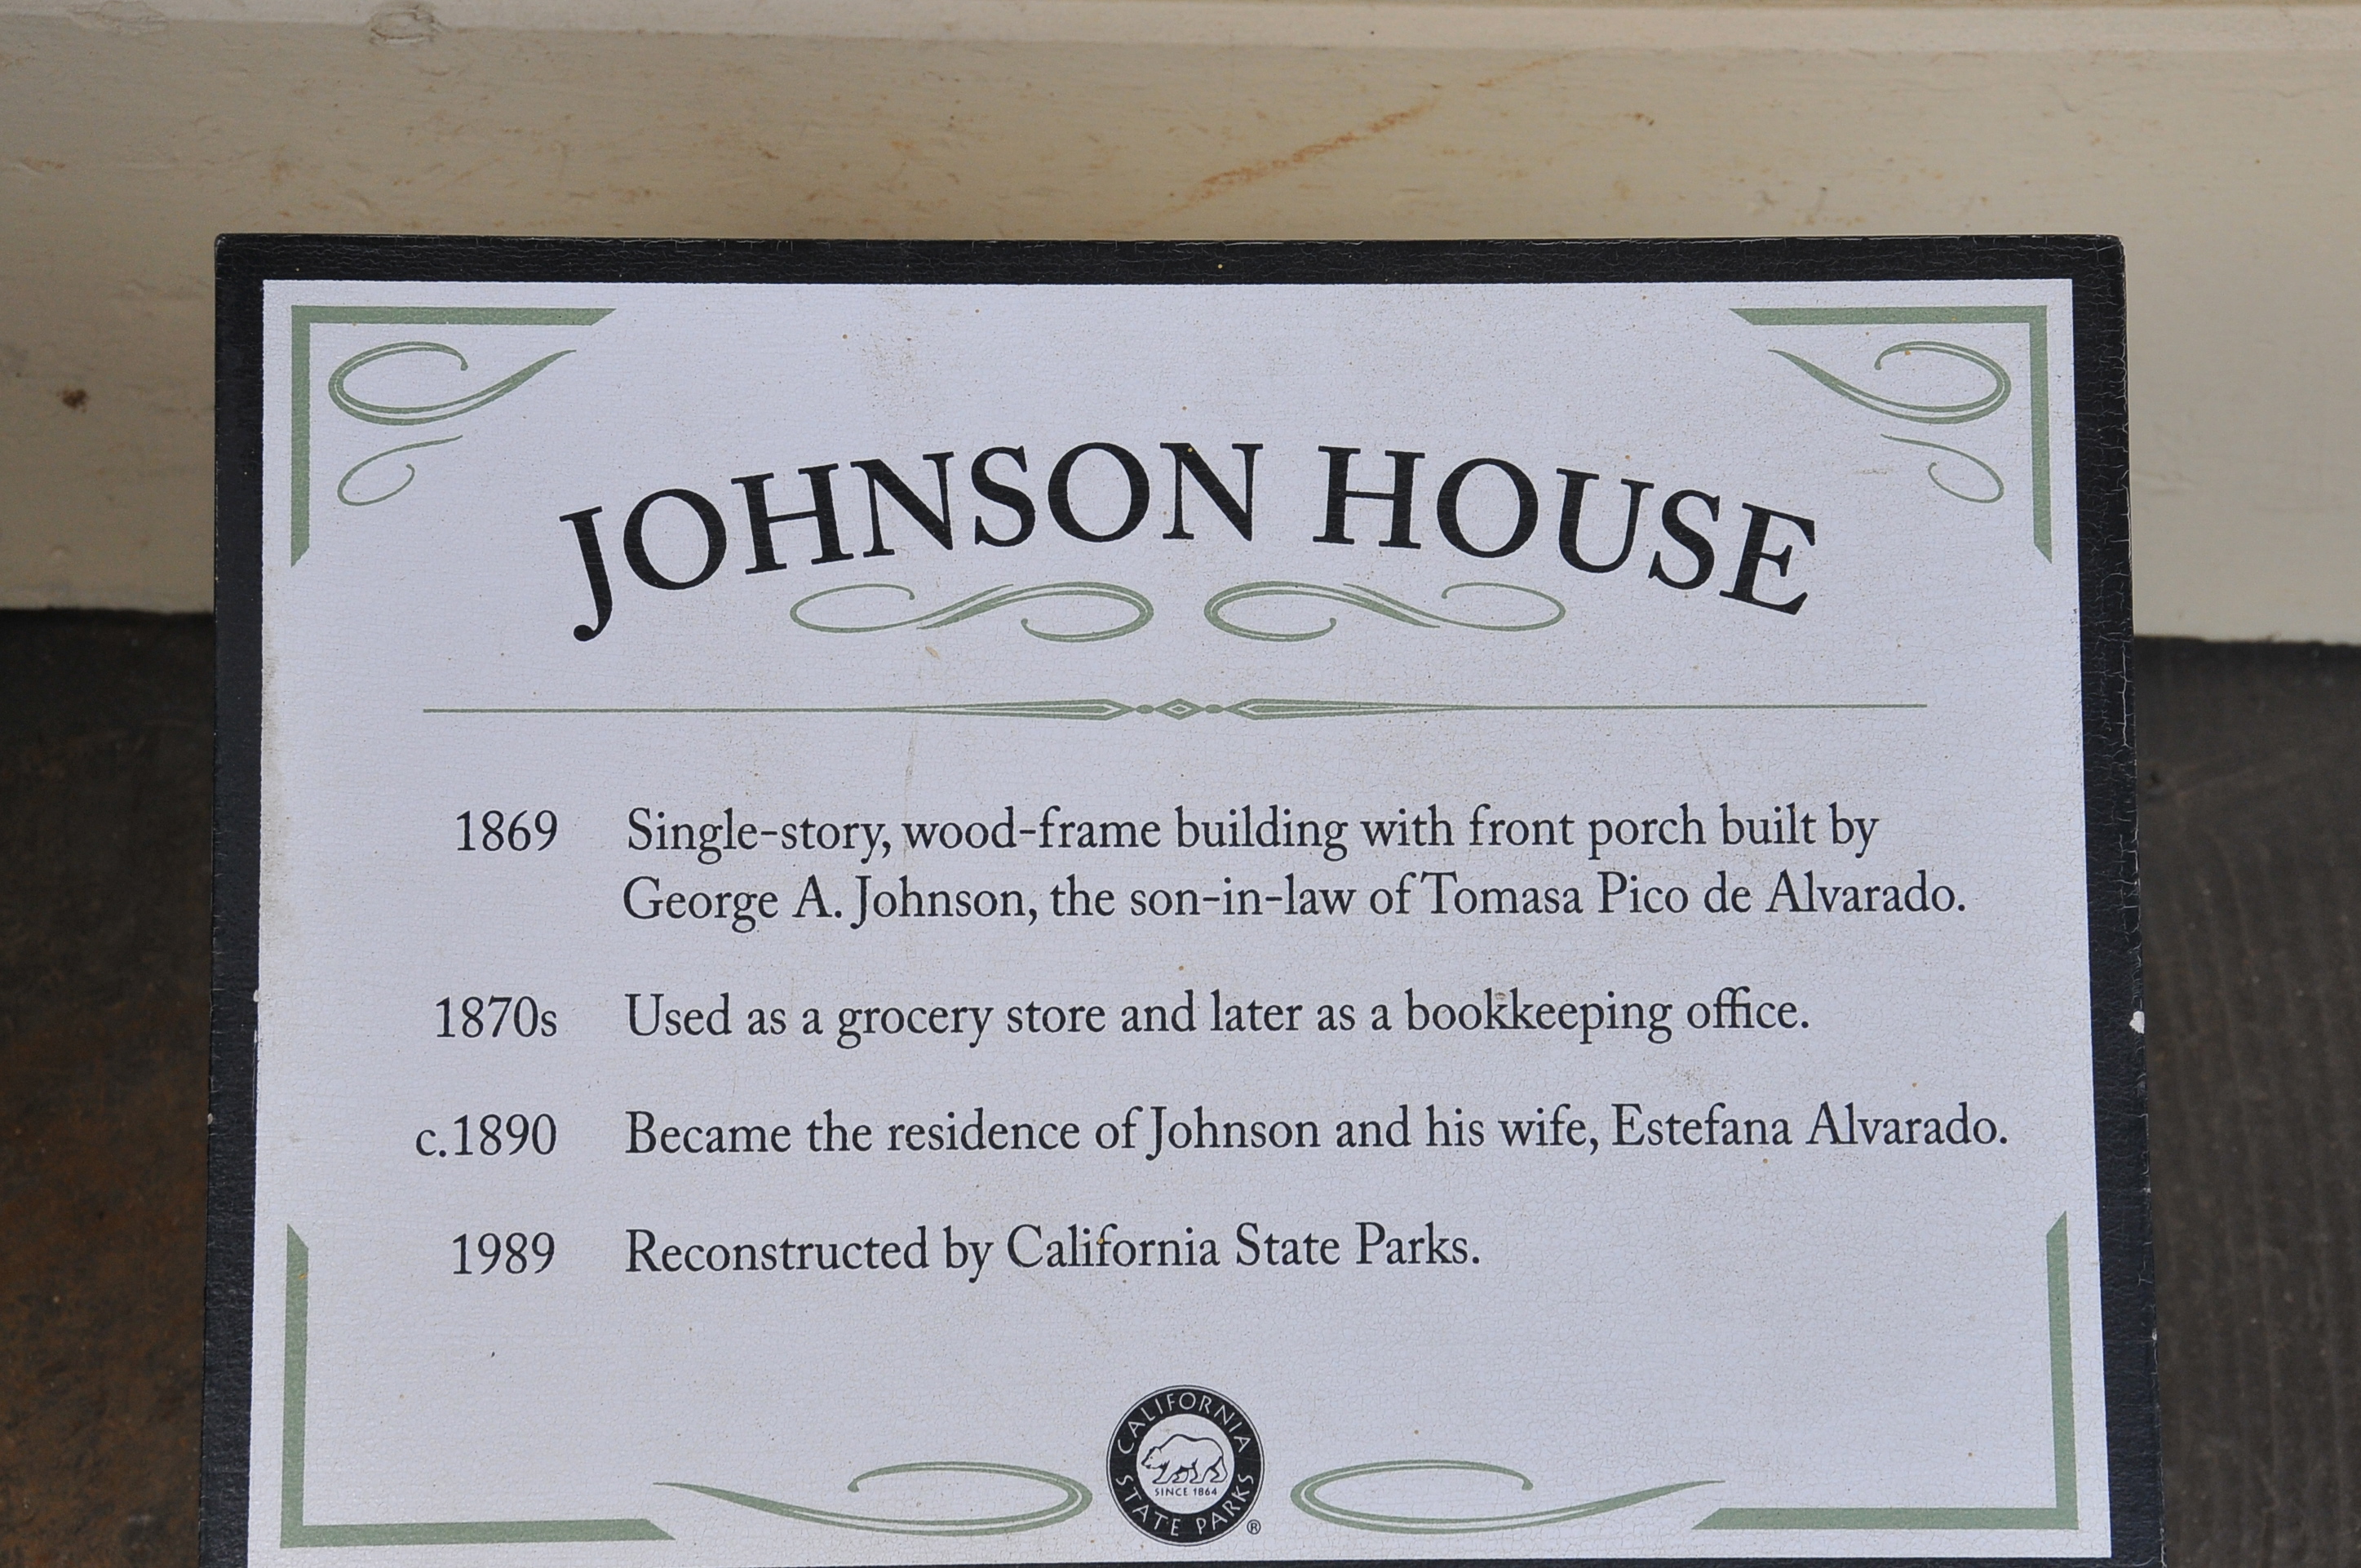 JOHNSON HOUSE
1869 Single-story, wood-frame building with front porch built by
George A. Johnson, the son-in-law of Tomasa Pico de Alvarado.
1870s Used as a grocery store and later as a bookkeeping office.
c.1890 Became the residence of Johnson and his wife, Estefana Alvarado.
1989 Reconstructed by California State Parks.
CALIFORNIA
SINCE 1864
STATE PARKS
®